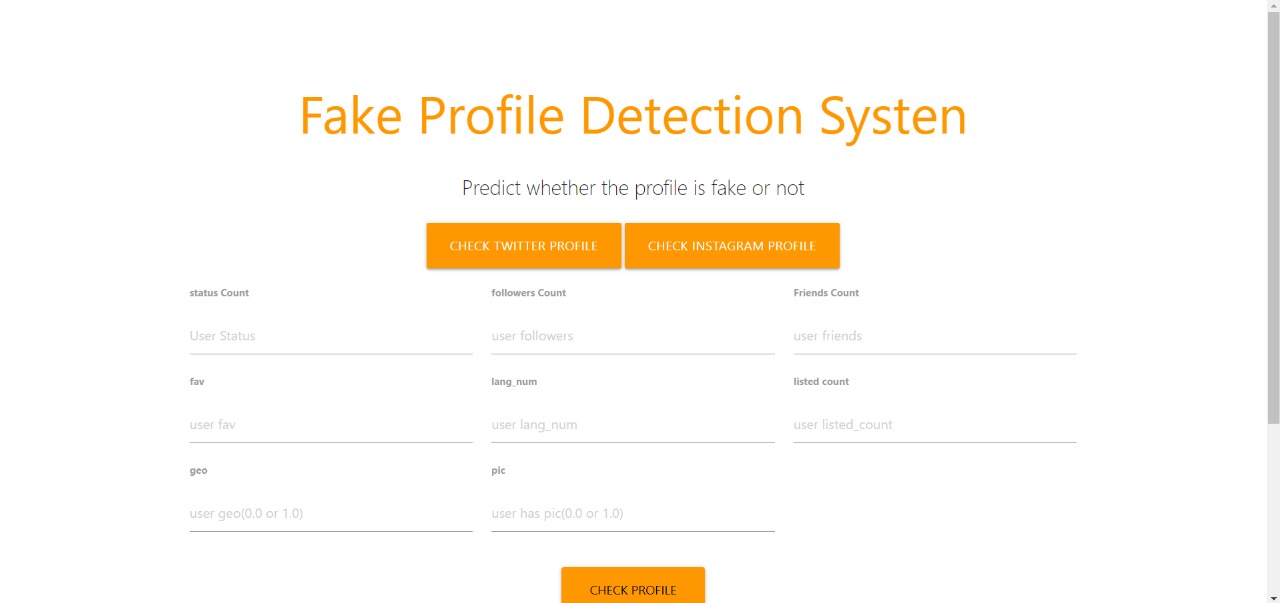 Fake Profile Detection Systen
Predict whether the profile is fake or not
CHECK TWITTER PROFILE CHECK INSTAGRAM PROFILE
status Count followers Count Friends Count
User Status user followers user friends
fav lang_num listed count
user fav user lang_num user listed_count
geo pic
user geo(0.0 or 1.0) user has pic(0.0 or 1.0)
CHECK PROFILE